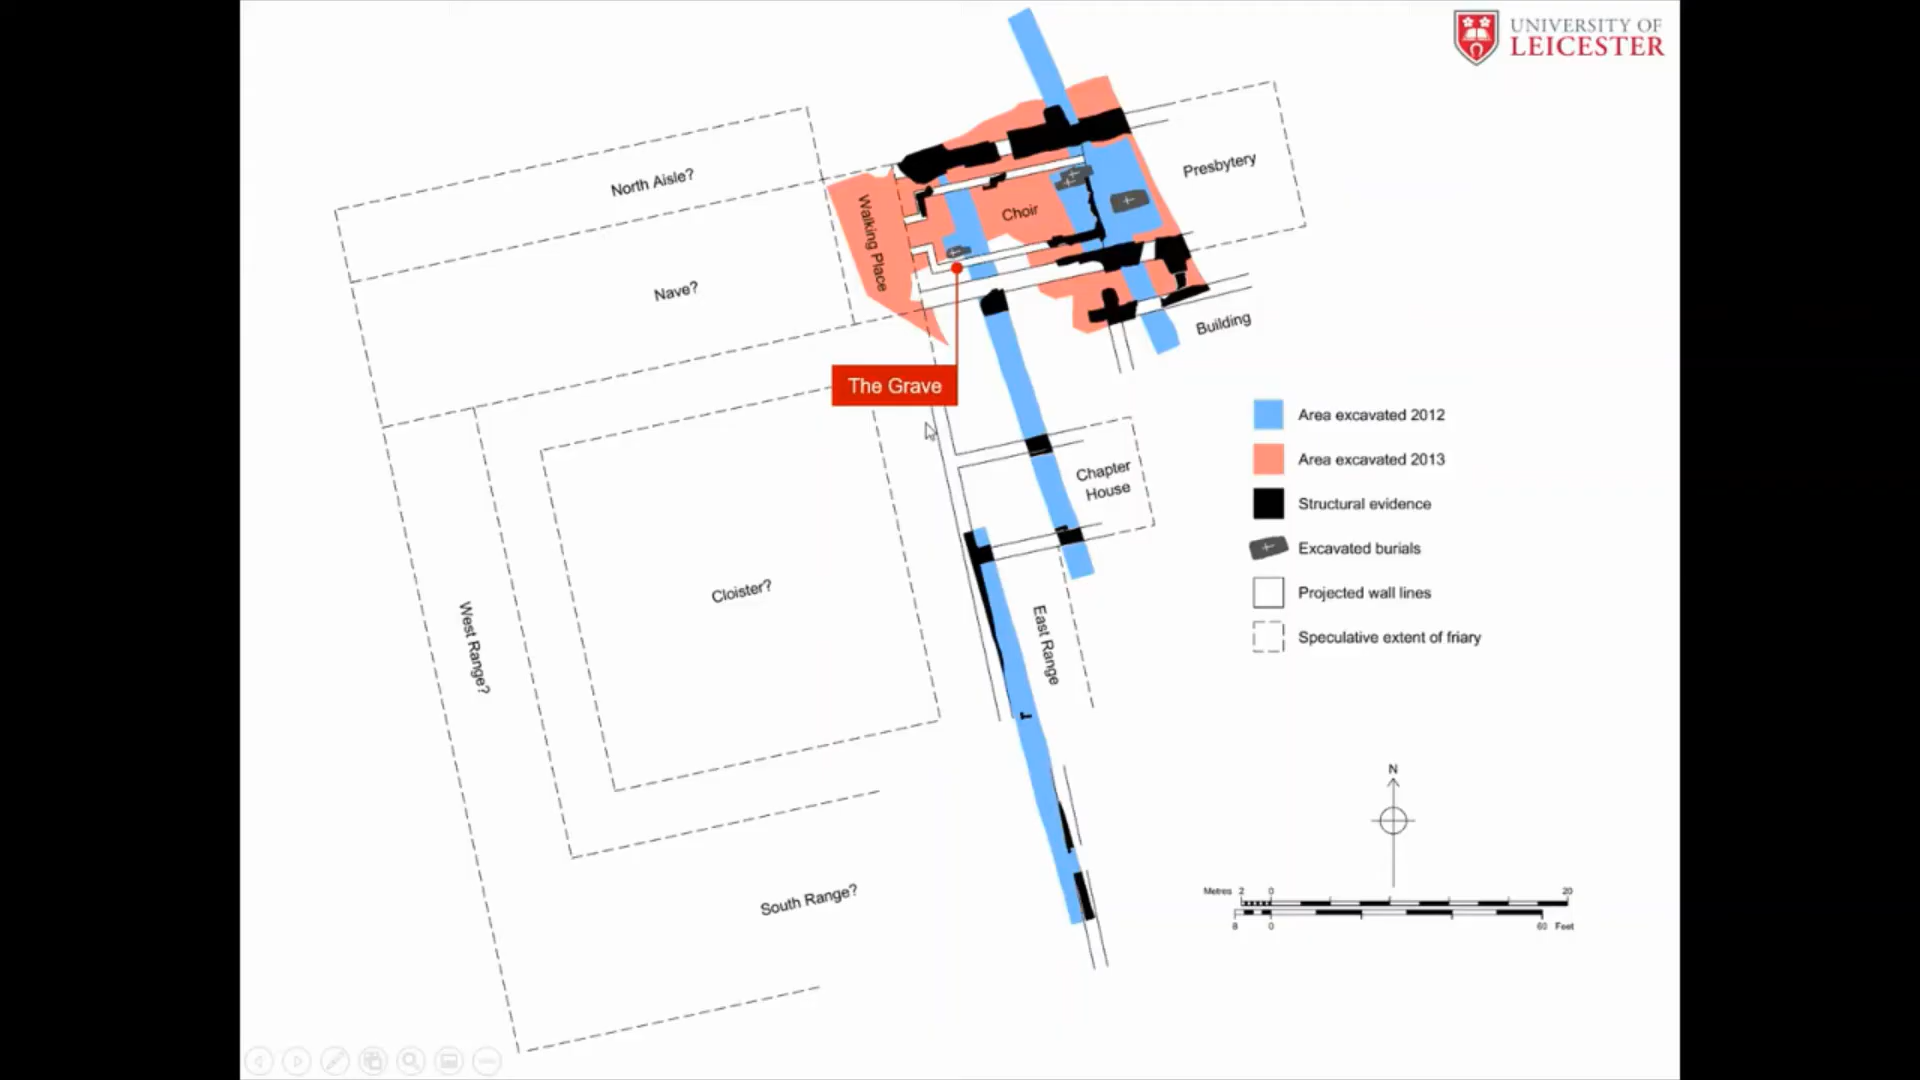 UNIVERSITY OF
LEICESTER
North Aisle?
Presbytery
Walking Place
Choir
Nave?
Building
The Grave
Chapter
House
Cloister?
West Range?
East Range
South Range?
Area excavated 2012
Area excavated 2013
Structural evidence
Excavated burials
Projected wall lines
Speculative extent of friary
N
Metres 2 0 20
8 0 60 Feet